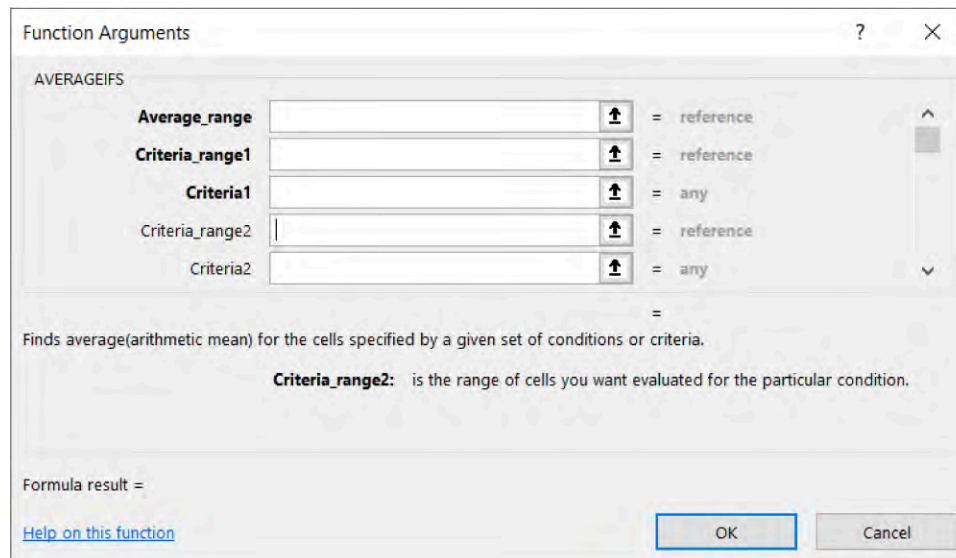 Function Arguments ?
AVERAGEIFS
Average_range = reference
Criteria_range1 = reference
Criteria1 = any
Criteria_range2 = reference
Criteria2 = any
=
Finds average(arithmetic mean) for the cells specified by a given set of conditions or criteria.
Criteria_range2: is the range of cells you want evaluated for the particular condition.
Formula result =
Help on this function OK Cancel